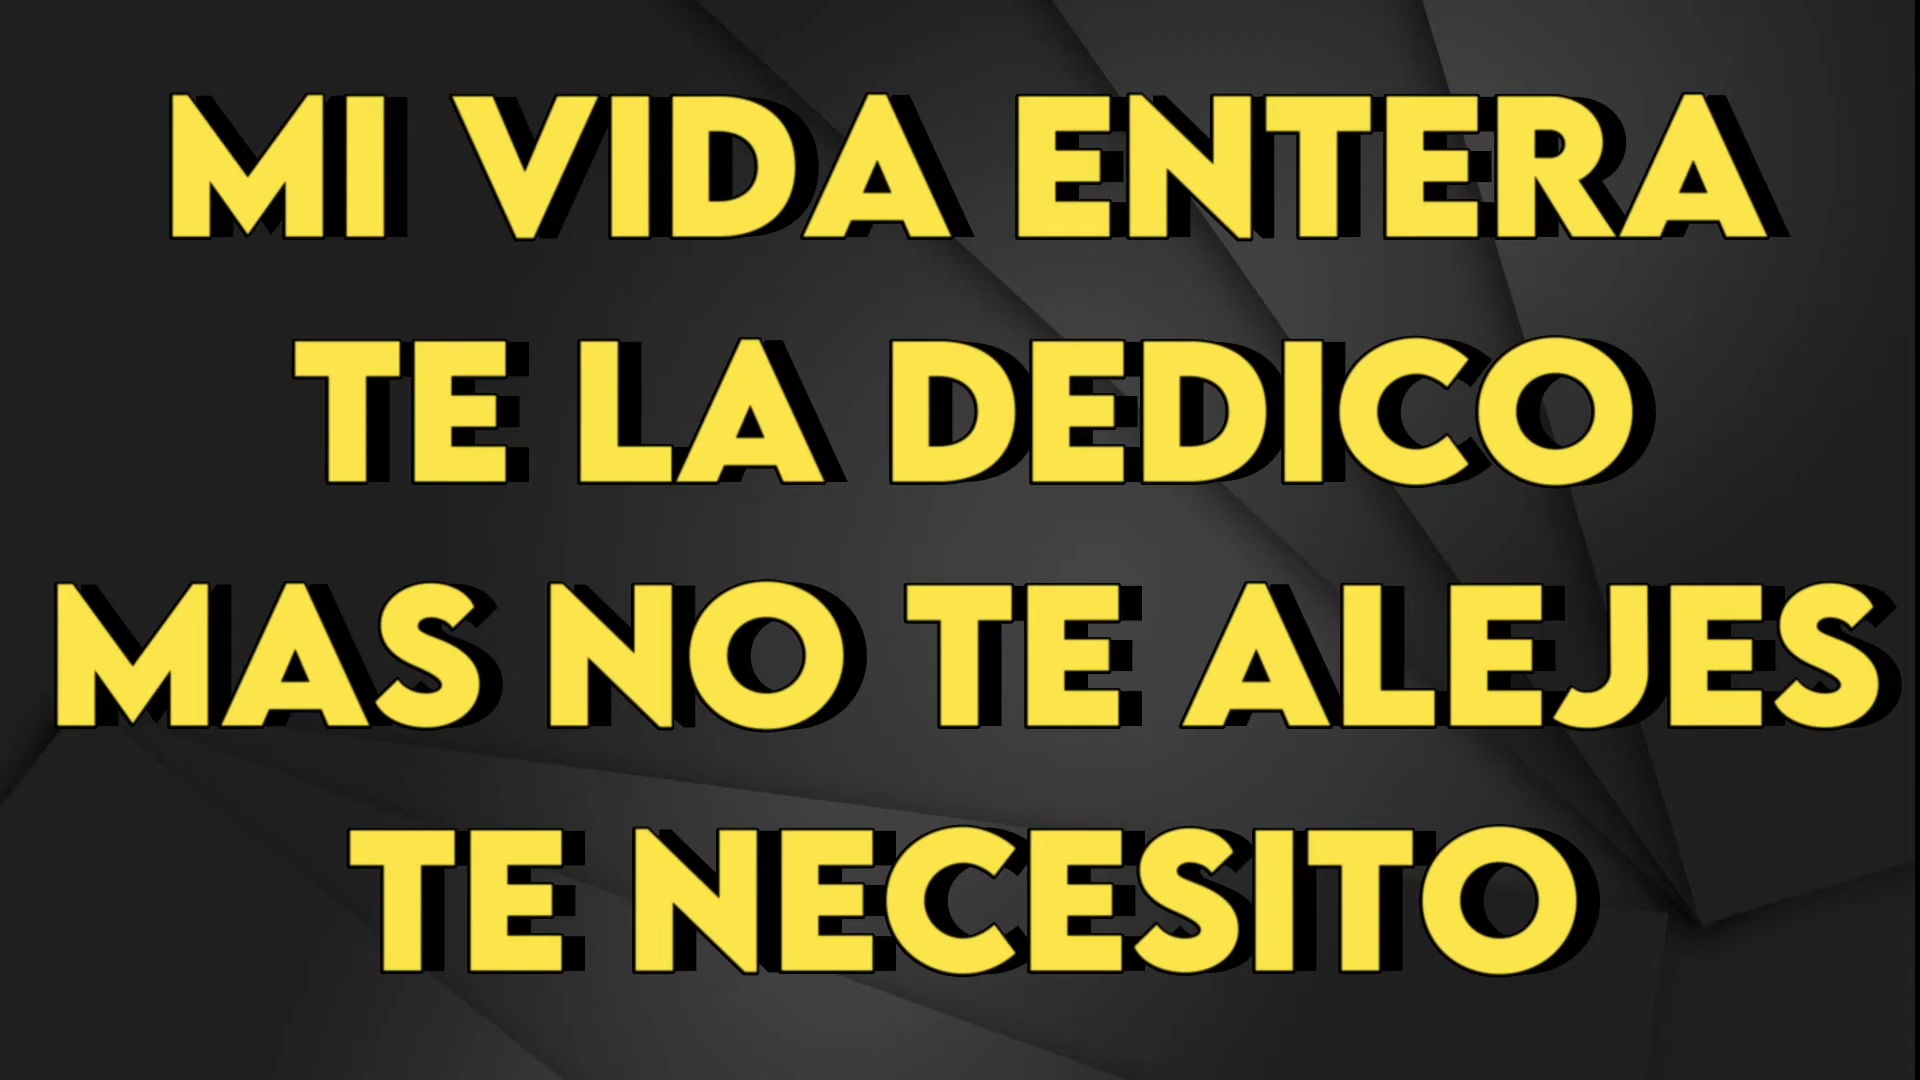 MI VIDA ENTERA
TE LA DEDICO
MAS NO TE ALEJES
TE NECESITO